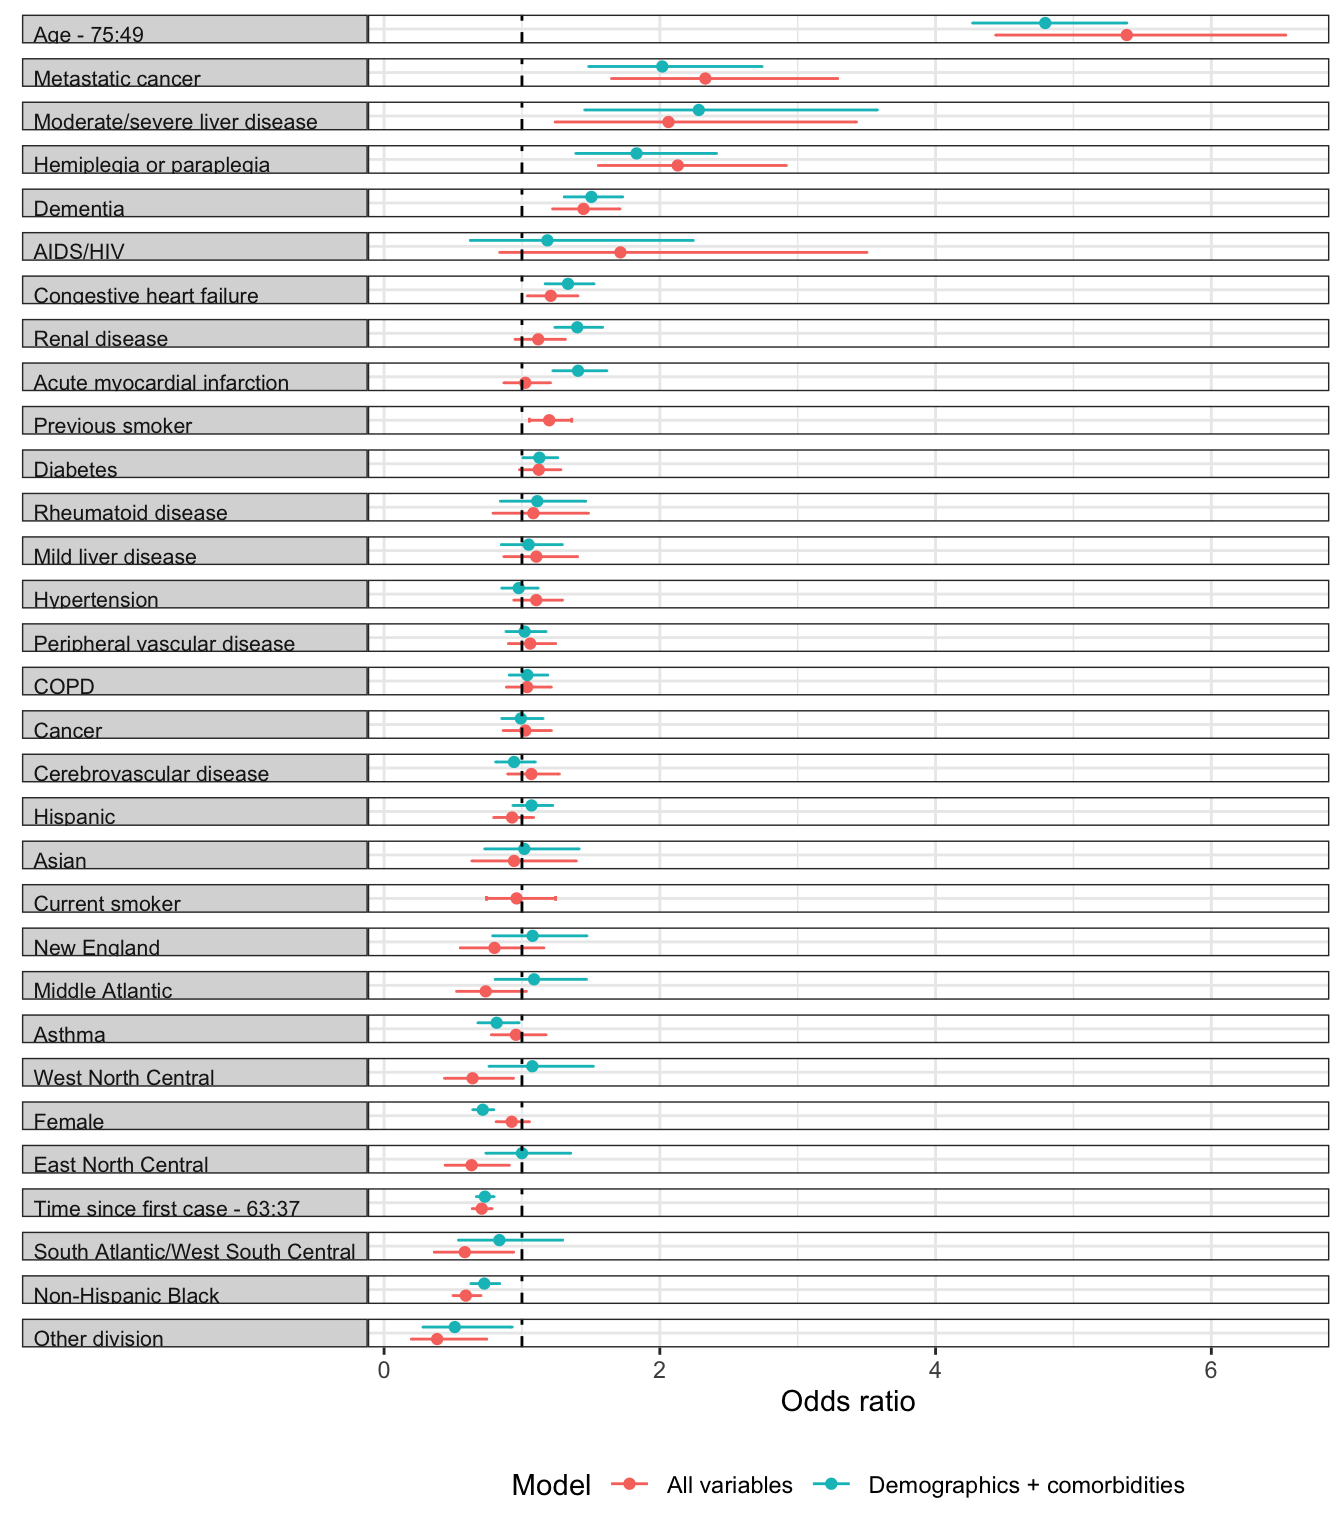 Age - 75:49
Metastatic cancer
Moderate/severe liver disease
Hemiplegia or paraplegia
Dementia
AIDS/HIV
Congestive heart failure
Renal disease
Acute myocardial infarction
Previous smoker
Diabetes
Rheumatoid disease
Mild liver disease
Hypertension
Peripheral vascular disease
COPD
Cancer
Cerebrovascular disease
Hispanic
Asian
Current smoker
New England
Middle Atlantic
Asthma
West North Central
Female
East North Central
Time since first case - 63:37
South Atlantic/West South Central
Non-Hispanic Black
Other division
0 2 4 6
Odds ratio
Model All variables Demographics + comorbidities